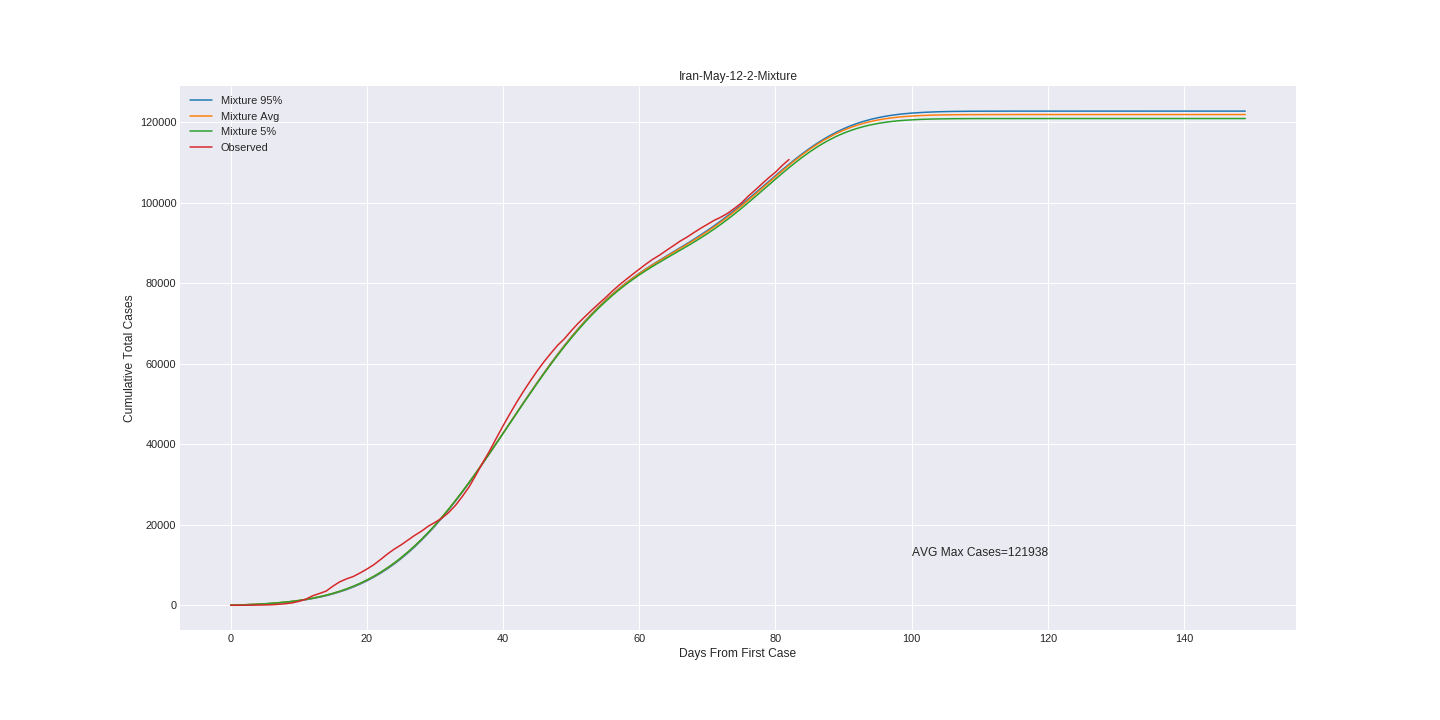 Iran-May-12-2-Mixture
Mixture 95%
Mixture Avg
Mixture 5%
Observed
120000
100000
80000
60000
40000
20000
0
Cumulative Total Cases
AVG Max Cases=121938
0 20 40 60 80 100 120 140
Days From First Case